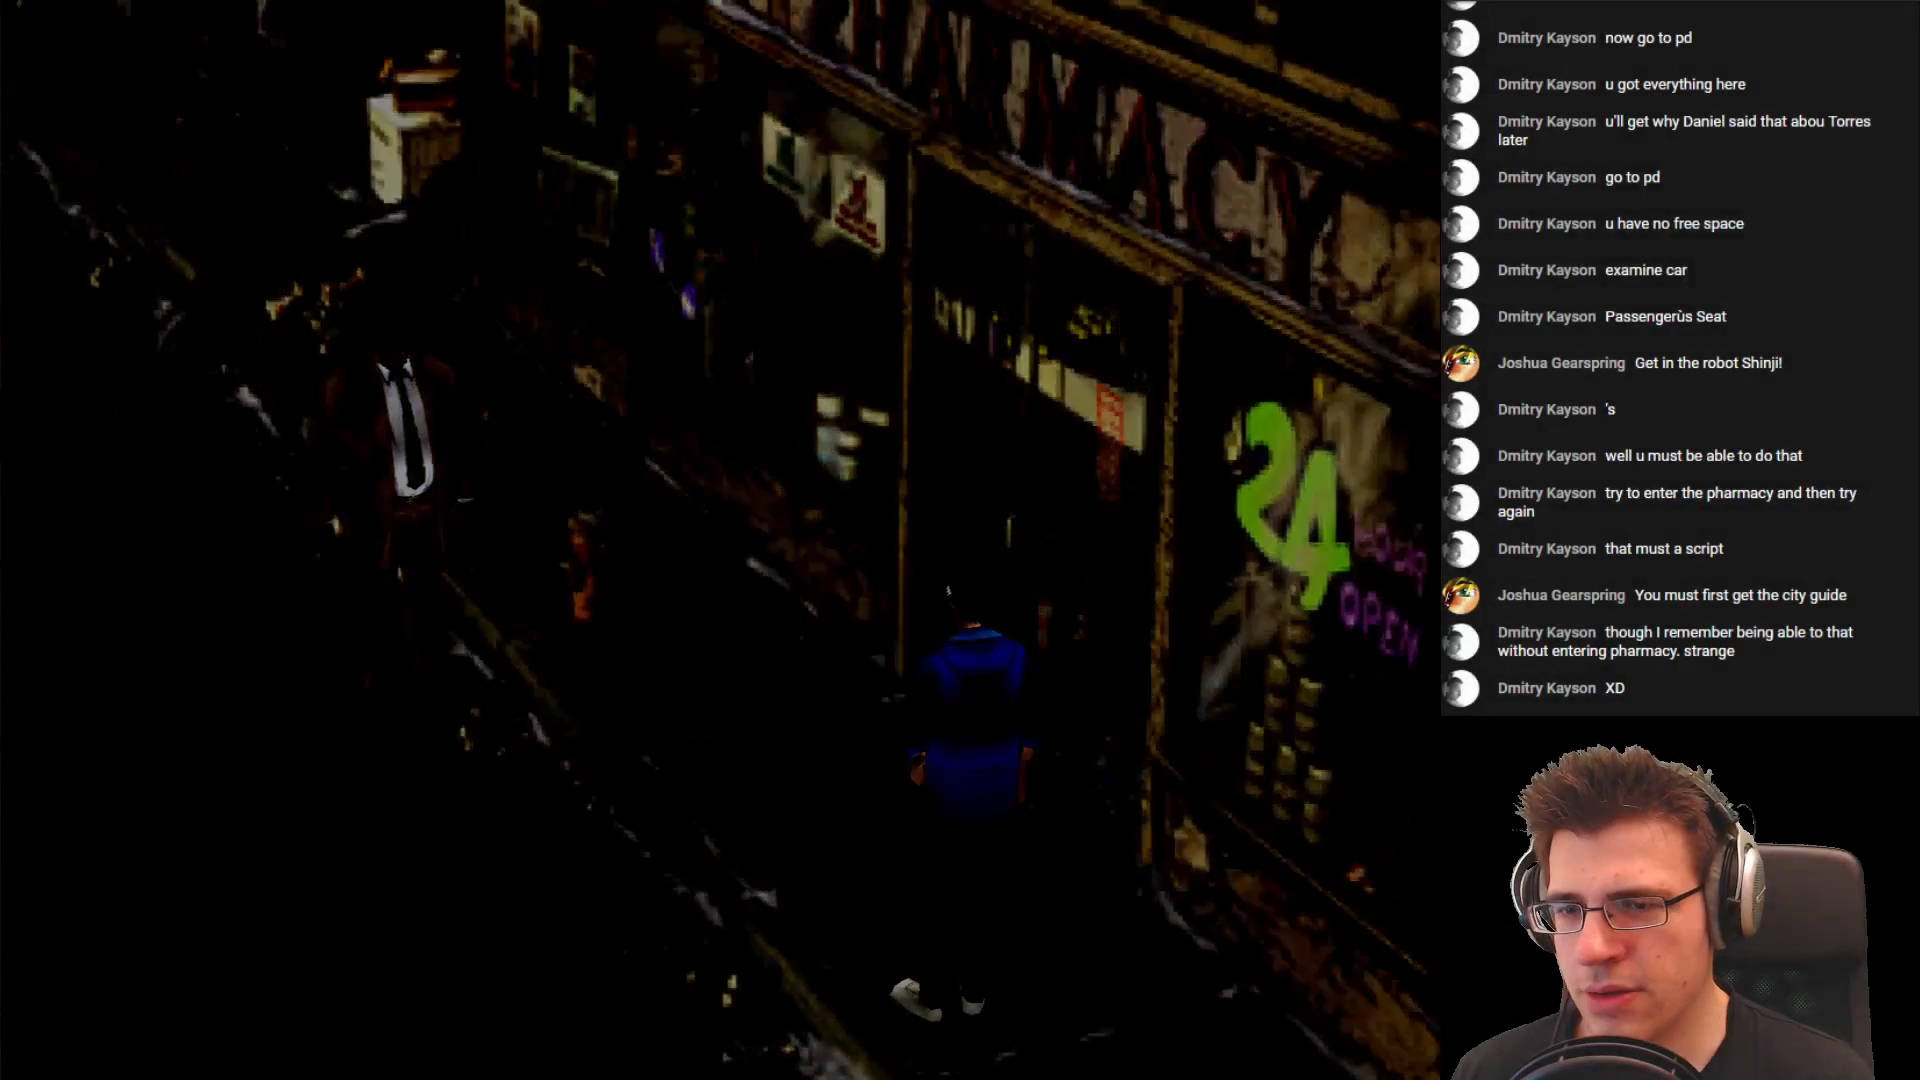 PHARMACY
24
HOUR
OPEN
Dmitry Kayson now go to pd
Dmitry Kayson u got everything here
Dmitry Kayson u'll get why Daniel said that abou Torres
later
Dmitry Kayson go to pd
Dmitry Kayson u have no free space
Dmitry Kayson examine car
Dmitry Kayson Passengerùs Seat
Joshua Gearspring Get in the robot Shinji!
Dmitry Kayson 's
Dmitry Kayson well u must be able to do that
Dmitry Kayson try to enter the pharmacy and then try
again
Dmitry Kayson that must a script
Joshua Gearspring You must first get the city guide
Dmitry Kayson though I remember being able to that
without entering pharmacy. strange
Dmitry Kayson XD